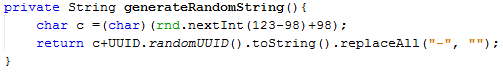 private String generateRandomString(){
char c =(char)(rnd.nextInt(123-98)+98);
return c+UUID.randomUUID().toString().replaceAll("-", "");
}